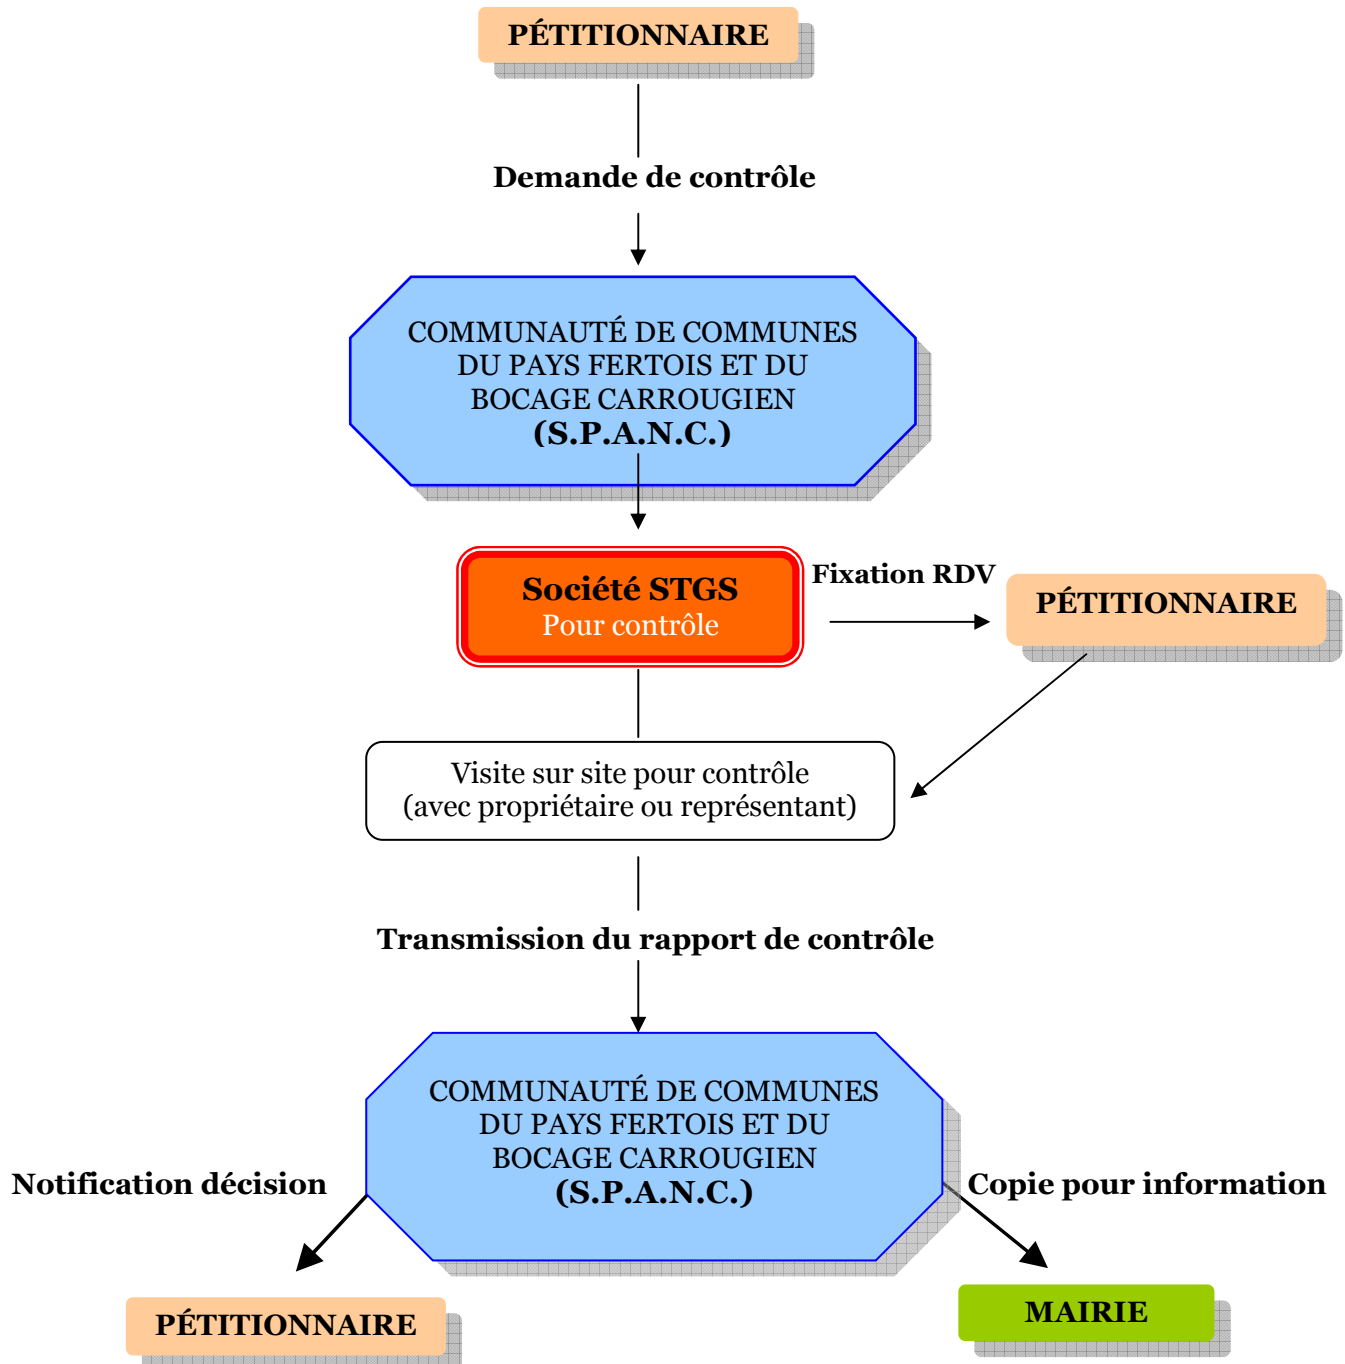 PÉTITIONNAIRE
Demande de contrôle
COMMUNAUTÉ DE COMMUNES
DU PAYS FERTOIS ET DU
BOCAGE CARROUGIEN
(S.P.A.N.C.)
Société STGS
Pour contrôle
Fixation RDV
PÉTITIONNAIRE
Visite sur site pour contrôle
(avec propriétaire ou représentant)
Transmission du rapport de contrôle
COMMUNAUTÉ DE COMMUNES
DU PAYS FERTOIS ET DU
BOCAGE CARROUGIEN
(S.P.A.N.C.)
Notification décision
Copie pour information
PÉTITIONNAIRE
MAIRIE